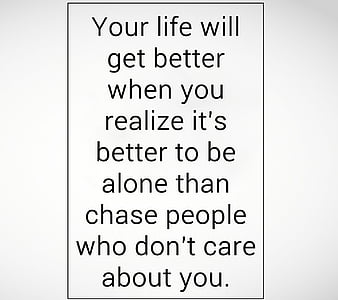 Your life will
get better
when you
realize it's
better to be
alone than
chase people
who don't care
about you.